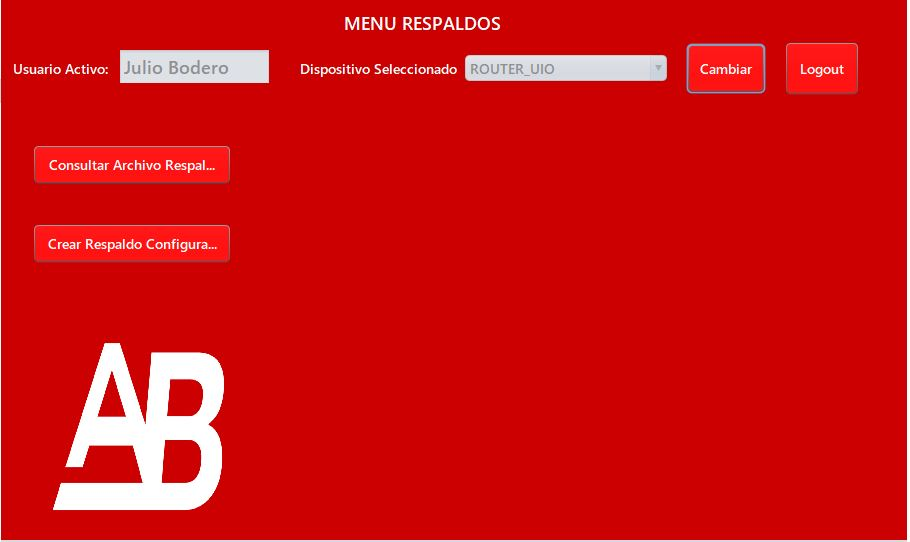 MENU RESPALDOS
Usuario Activo: Julio Bodero Dispositivo Seleccionado ROUTER_UIO Cambiar Logout
Consultar Archivo Respal...
Crear Respaldo Configura...
AB